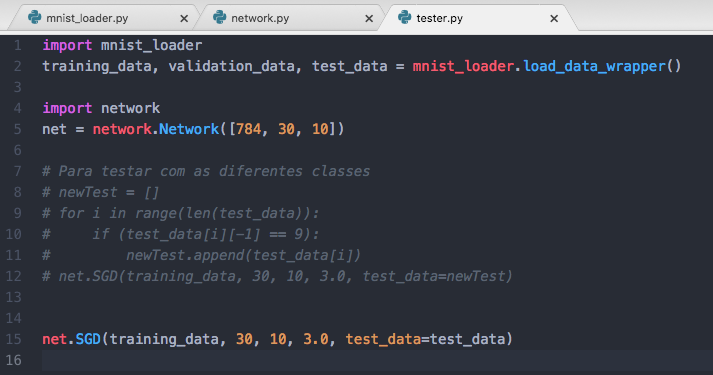 mnist_loader.py network.py tester.py
1 import mnist_loader
2 training_data, validation_data, test_data = mnist_loader.load_data_wrapper()
3
4 import network
5 net = network.Network([784, 30, 10])
6
7 # Para testar com as diferentes classes
8 # newTest = []
9 # for i in range(len(test_data)):
10 #     if (test_data[i][-1] == 9):
11 #         newTest.append(test_data[i])
12 # net.SGD(training_data, 30, 10, 3.0, test_data=newTest)
13
14
15 net.SGD(training_data, 30, 10, 3.0, test_data=test_data)
16